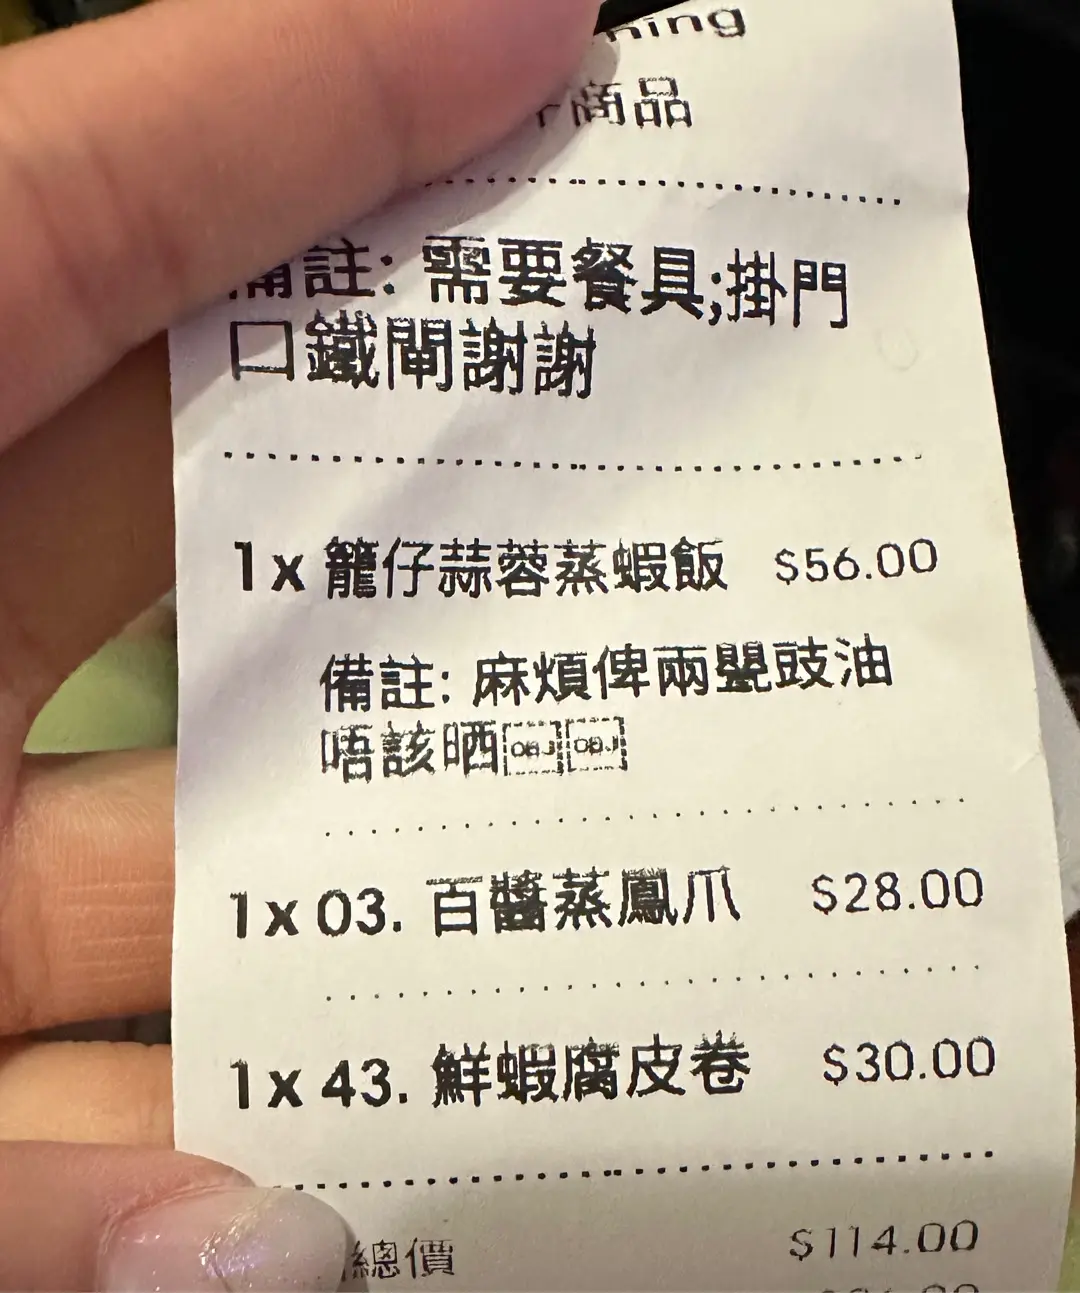 商品
備註: 需要餐具;掛門
口鐵閘謝謝
1x 籠仔蒜蓉蒸蝦飯 $56.00
備註: 麻煩俾兩甖豉油
唔該晒
1x 03. 百醬蒸鳳爪 $28.00
1x 43. 鮮蝦腐皮卷 $30.00
總價 $114.00